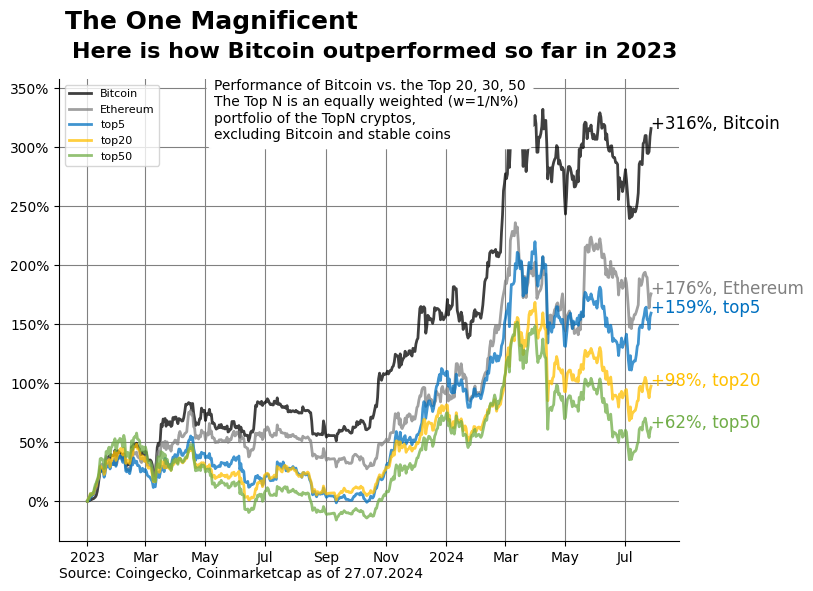 The One Magnificent
Here is how Bitcoin outperformed so far in 2023
Performance of Bitcoin vs. the Top 20, 30, 50
The Top N is an equally weighted (w=1/N%)
portfolio of the TopN cryptos,
excluding Bitcoin and stable coins
Bitcoin
Ethereum
top5
top20
top50
350%
300%
250%
200%
150%
100%
50%
0%
+316%, Bitcoin
+176%, Ethereum
+159%, top5
+98%, top20
+62%, top50
2023 Mar May Jul Sep Nov 2024 Mar May Jul
Source: Coingecko, Coinmarketcap as of 27.07.2024